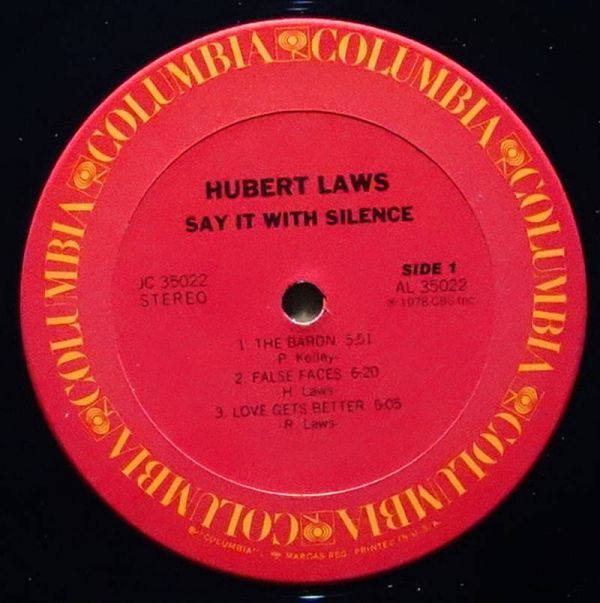 COLUMBIA COLUMBIA COLUMBIA COLUMBIA COLUMBIA COLUMBIA
HUBERT LAWS
SAY IT WITH SILENCE
JC 35022
STEREO
SIDE 1
AL 35022
℗ 1978 CBS Inc.
1. THE BARON 5:51
P. Kelley-
2. FALSE FACES 6:20
H. Laws-
3. LOVE GETS BETTER 5:05
-R. Laws-
"COLUMBIA", MARCAS REG. PRINTED IN U.S.A.